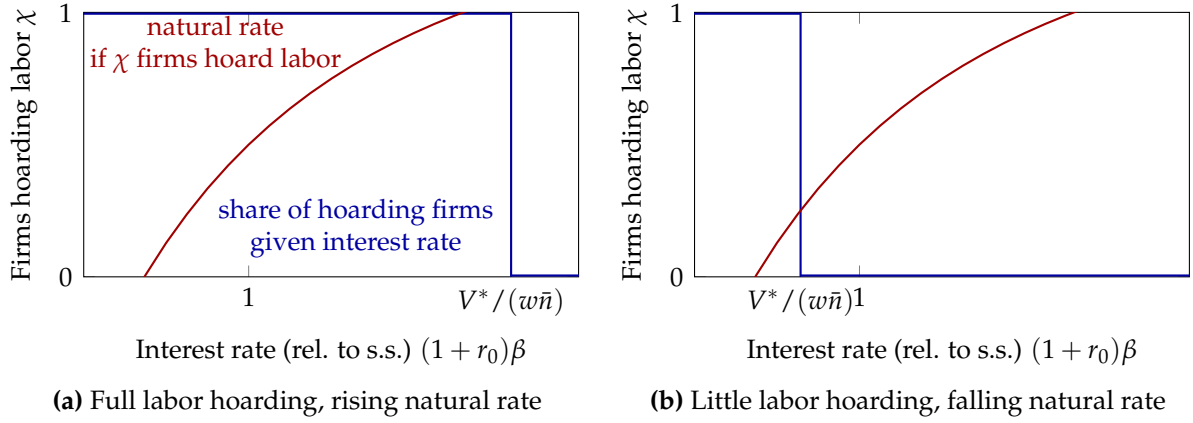 1
natural rate
if χ firms hoard labor
share of hoarding firms
given interest rate
0
Firms hoarding labor χ
1
V*/(wn̄)
Interest rate (rel. to s.s.) (1 + r₀)β
(a) Full labor hoarding, rising natural rate
1
0
Firms hoarding labor χ
V*/(wn̄)
1
Interest rate (rel. to s.s.) (1 + r₀)β
(b) Little labor hoarding, falling natural rate